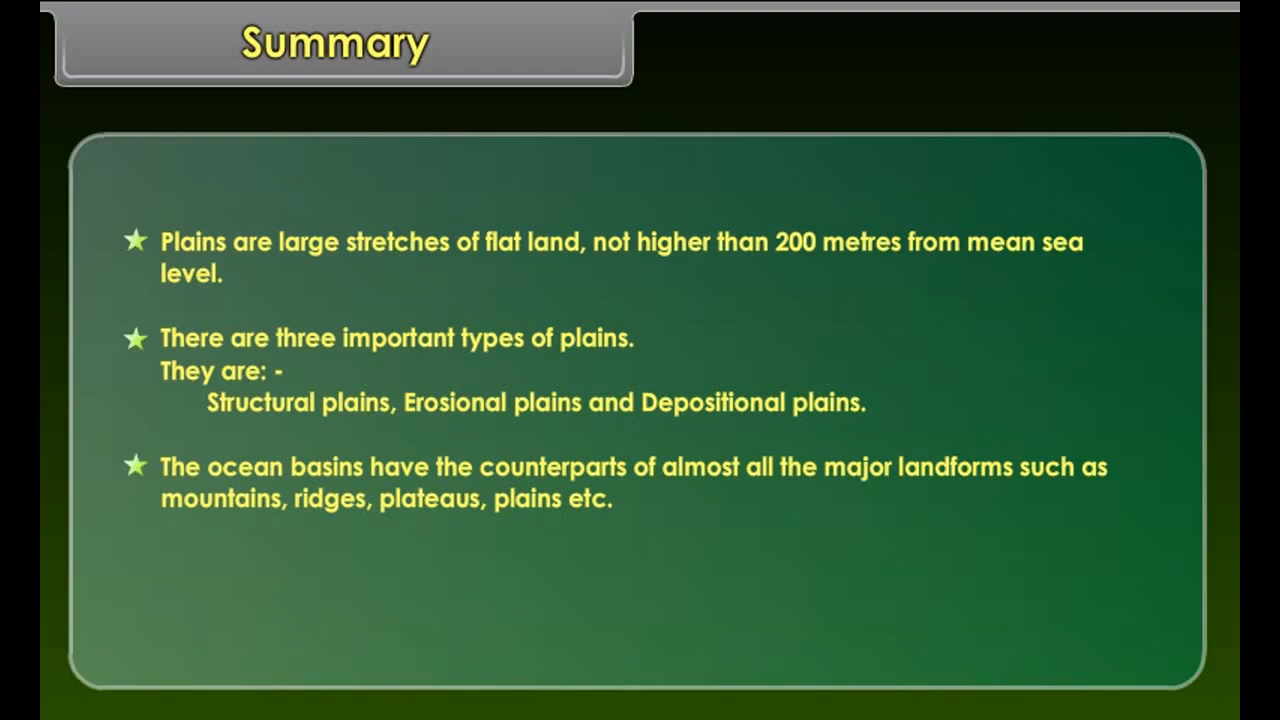 Summary
Plains are large stretches of flat land, not higher than 200 metres from mean sea
level.
There are three important types of plains.
They are: -
Structural plains, Erosional plains and Depositional plains.
The ocean basins have the counterparts of almost all the major landforms such as
mountains, ridges, plateaus, plains etc.